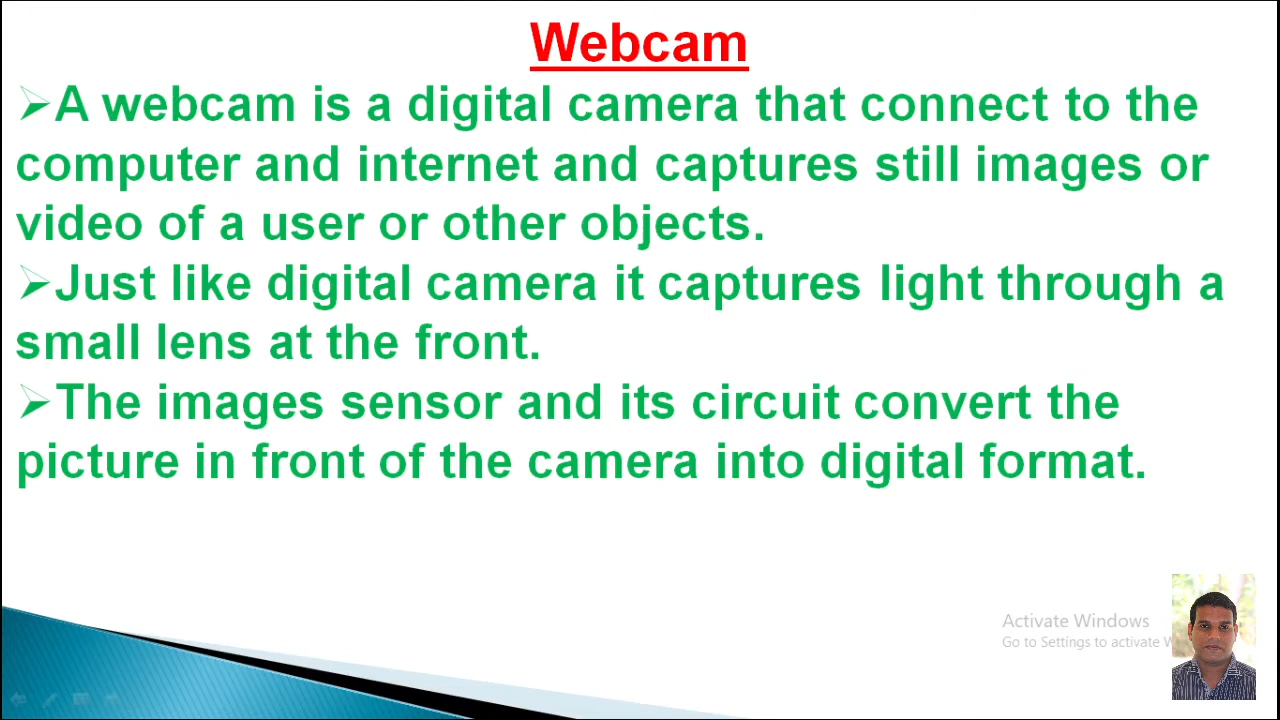 Webcam
➢A webcam is a digital camera that connect to the
computer and internet and captures still images or
video of a user or other objects.
➢Just like digital camera it captures light through a
small lens at the front.
➢The images sensor and its circuit convert the
picture in front of the camera into digital format.
Activate Windows
Go to Settings to activate